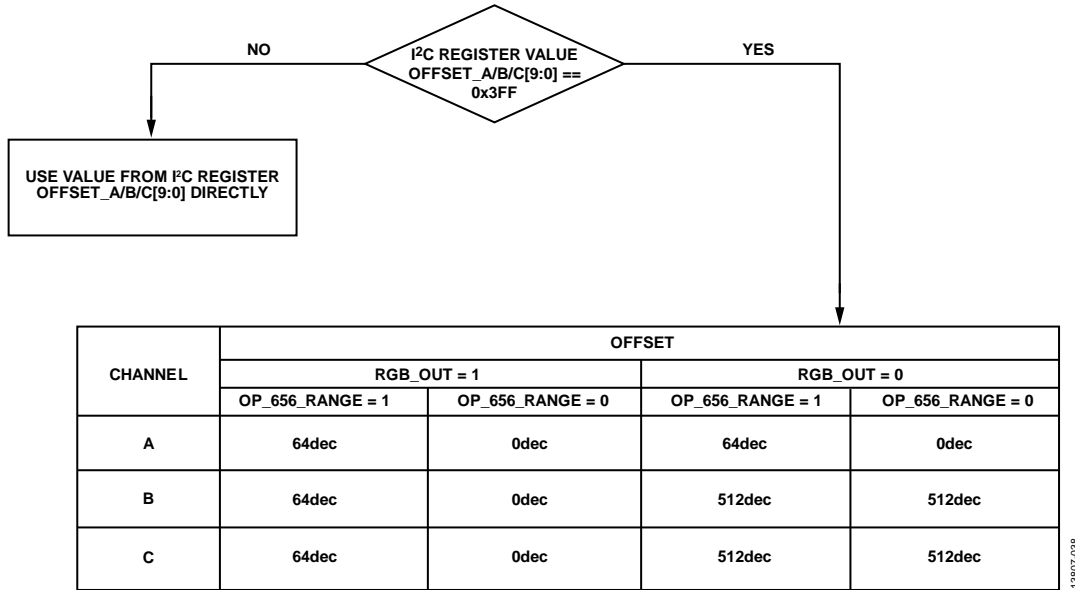 NO
I²C REGISTER VALUE
OFFSET_A/B/C[9:0] ==
0x3FF
YES
USE VALUE FROM I²C REGISTER
OFFSET_A/B/C[9:0] DIRECTLY
CHANNEL
OFFSET
RGB_OUT = 1
RGB_OUT = 0
OP_656_RANGE = 1
OP_656_RANGE = 0
OP_656_RANGE = 1
OP_656_RANGE = 0
A
64dec
0dec
64dec
0dec
B
64dec
0dec
512dec
512dec
C
64dec
0dec
512dec
512dec
13807-038